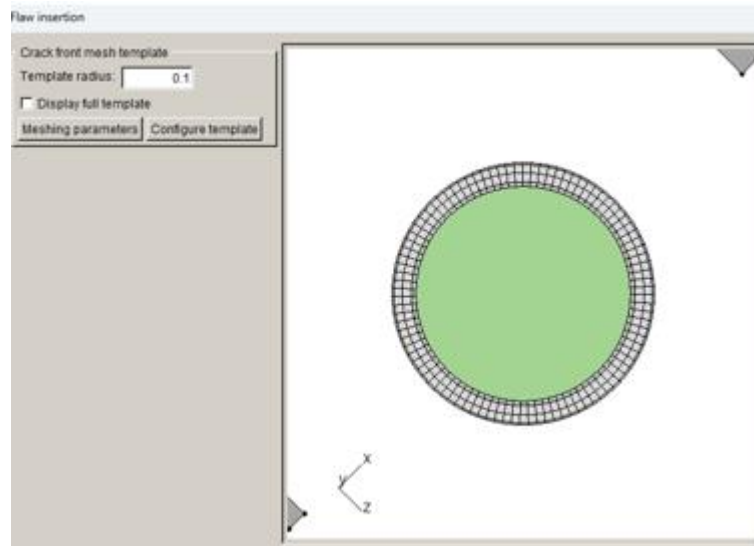 Flaw insertion
Crack front mesh template
Template radius: 0.1
Display full template
Meshing parameters Configure template
x
y
z